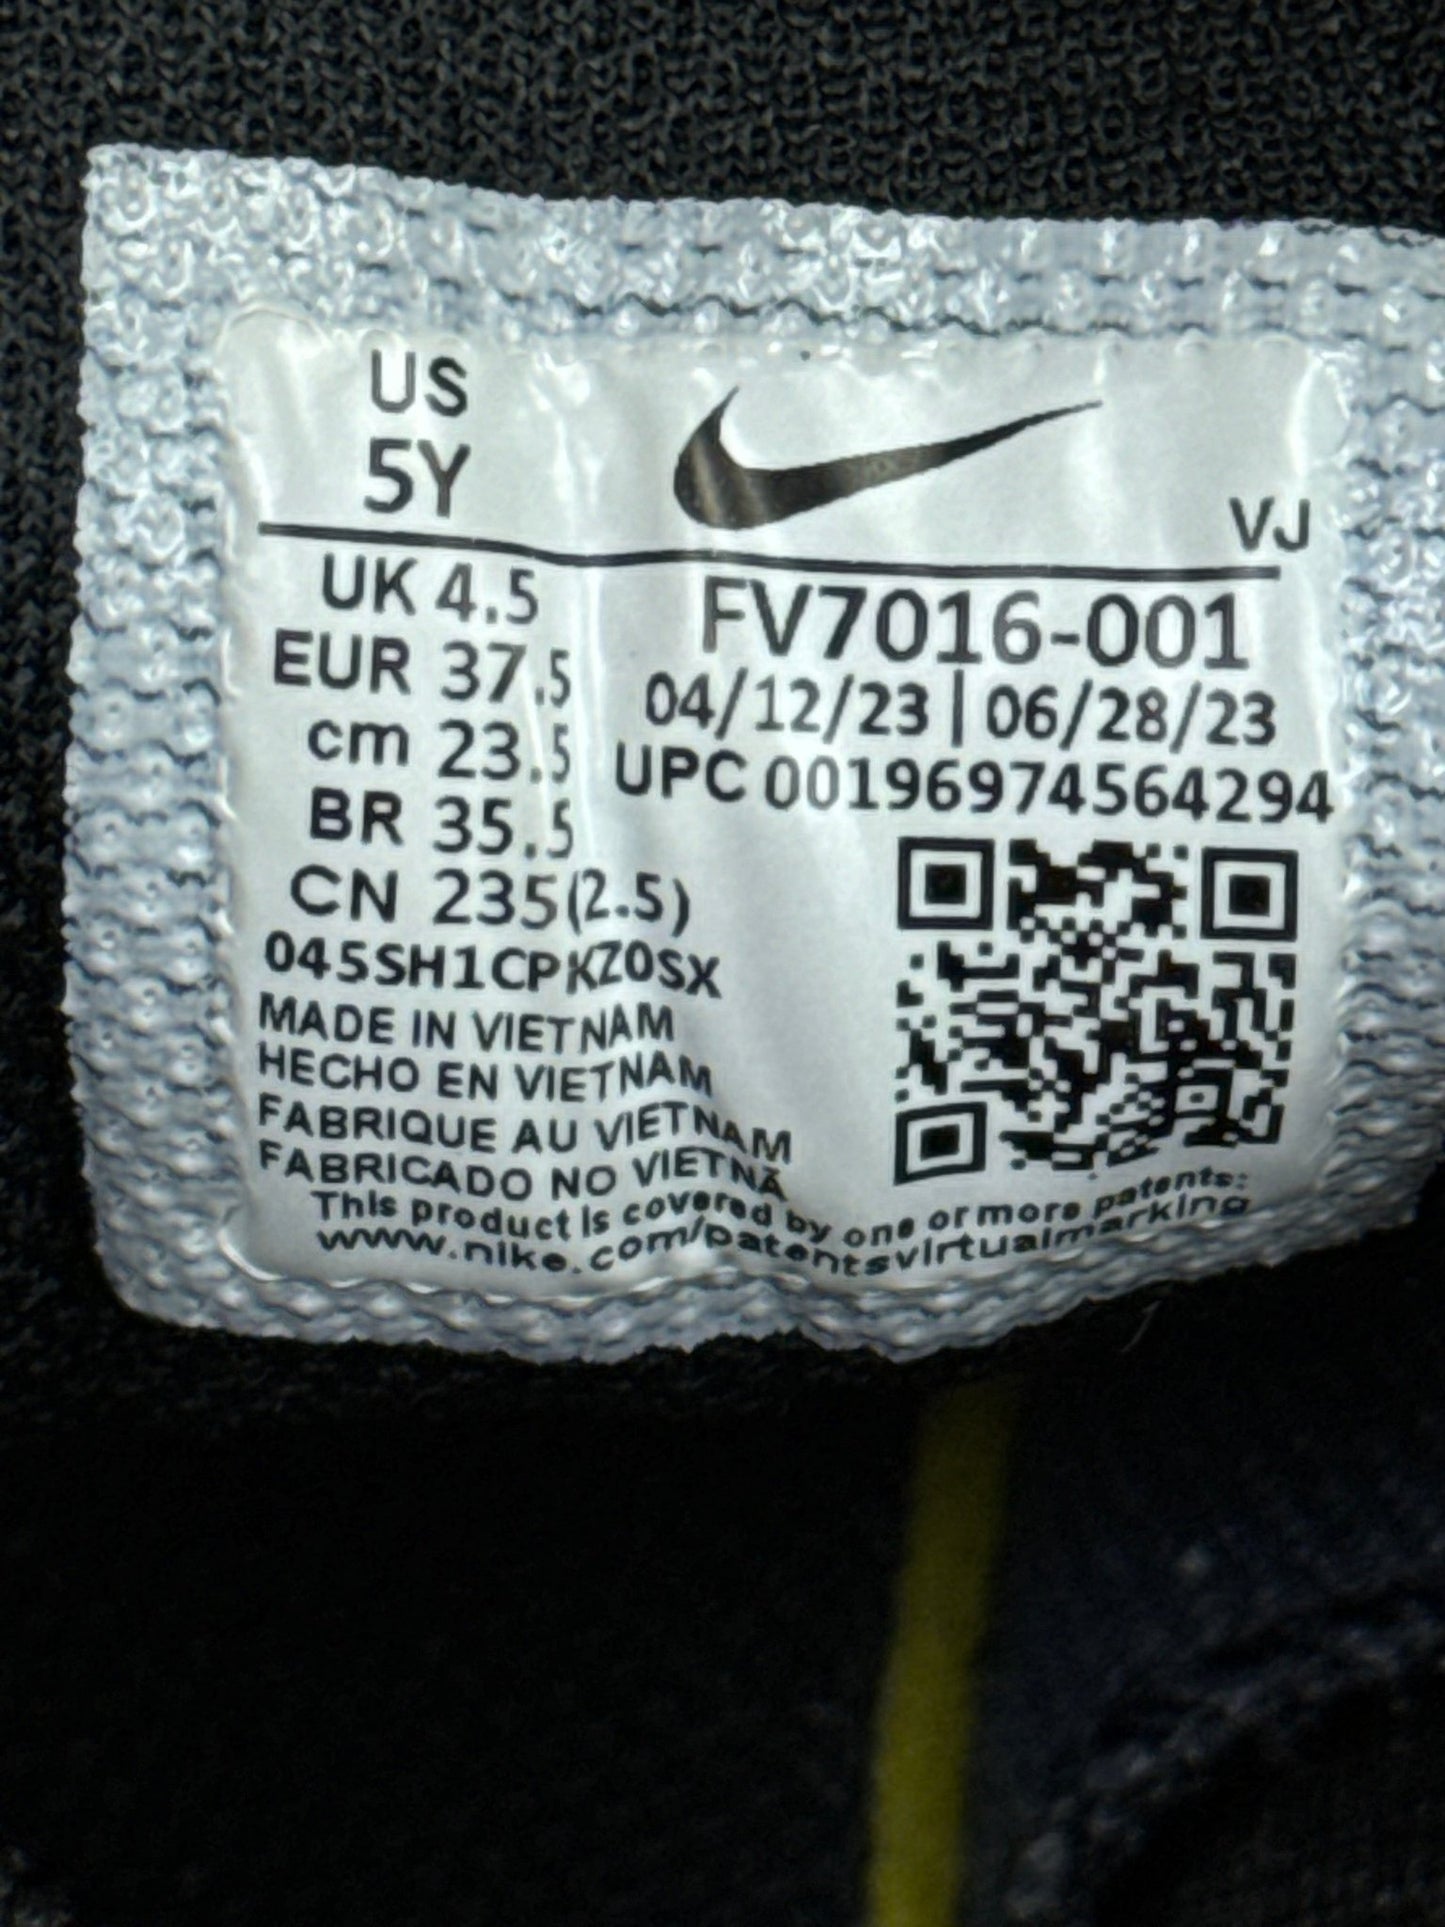 US
5Y
VJ
UK 4.5
EUR 37.5
cm 23.5
BR 35.5
CN 235(2.5)
FV7016-001
04/12/23 | 06/28/23
UPC 00196974564294
045SH1CPKZ0SX
MADE IN VIETNAM
HECHO EN VIETNAM
FABRIQUE AU VIETNAM
FABRICADO NO VIETNÃ
This product is covered by one or more patents:
www.nike.com/patentsvirtualmarking